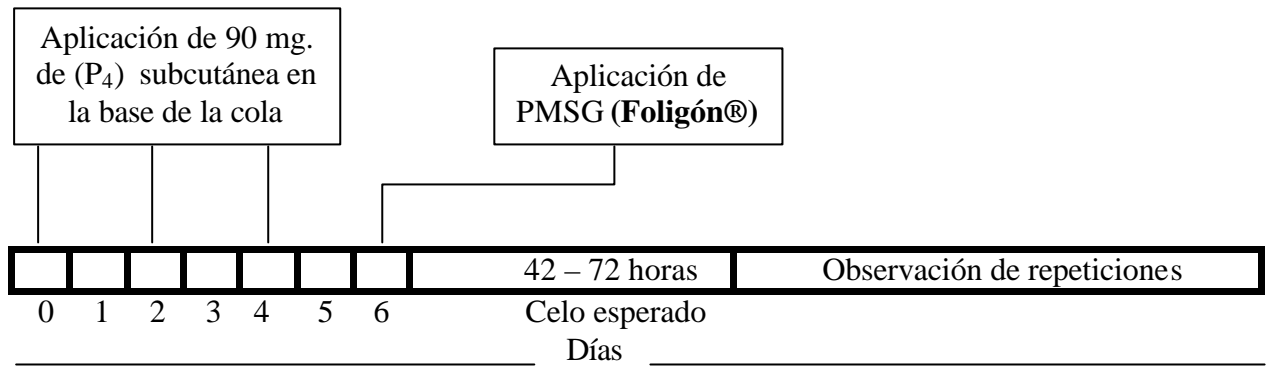 Aplicación de 90 mg.
de (P4) subcutánea en
la base de la cola
Aplicación de
PMSG (Foligón®)
42 – 72 horas
Observación de repeticiones
0 1 2 3 4 5 6
Celo esperado
Días